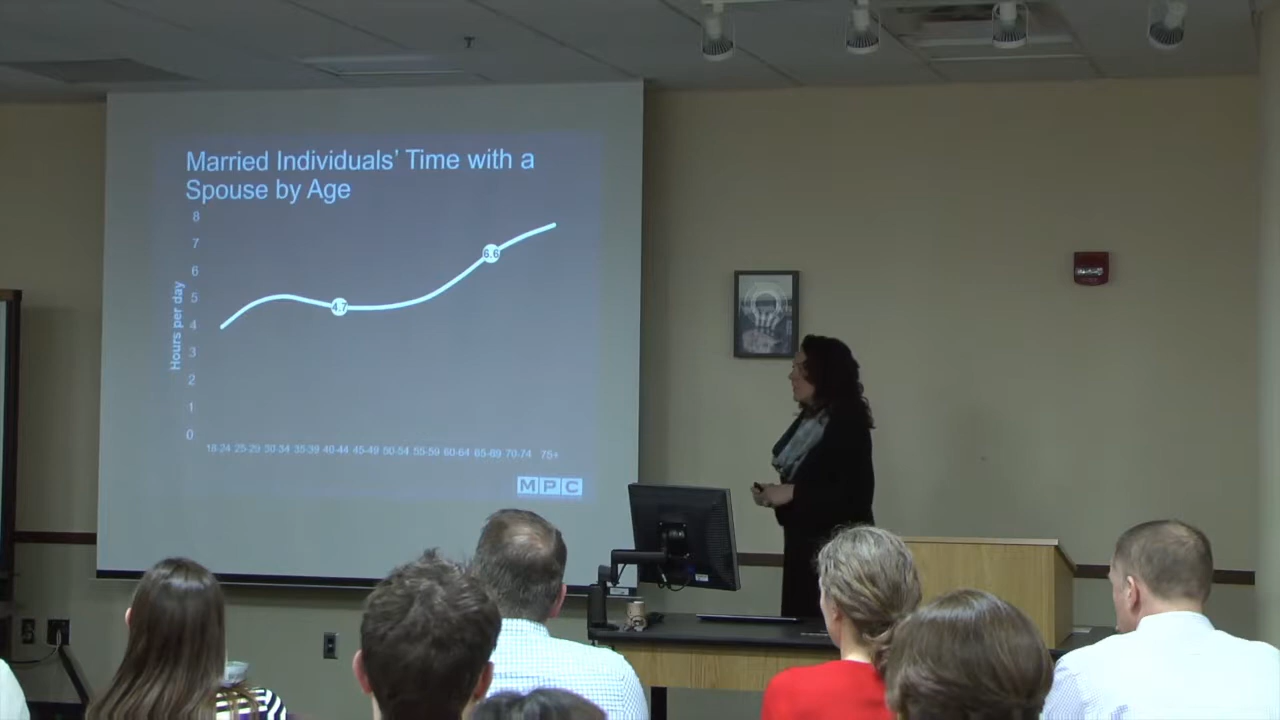 Married Individuals' Time with a
Spouse by Age
8
7
6
5
4
3
2
1
0
Hours per day
4.7
6.6
18-24 25-29 30-34 35-39 40-44 45-49 50-54 55-59 60-64 65-69 70-74 75+
MPC